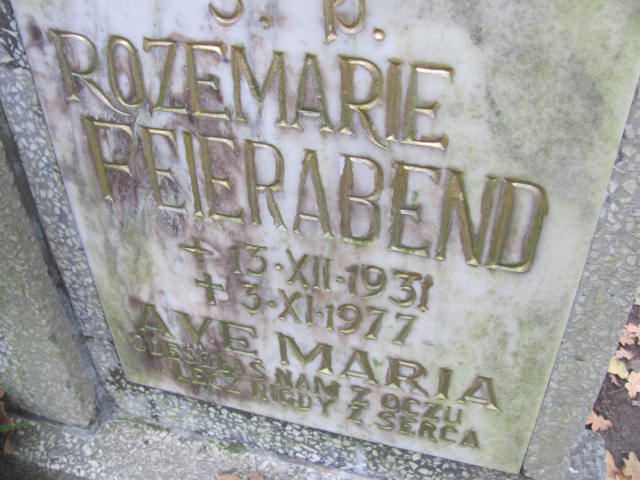 Ś. P.
ROZEMARIE
FEIERABEND
13·XII·1931
✝ 3·XI·1977
AVE MARIA
ODESZŁAŚ NAM Z OCZU
LECZ NIGDY Z SERCA